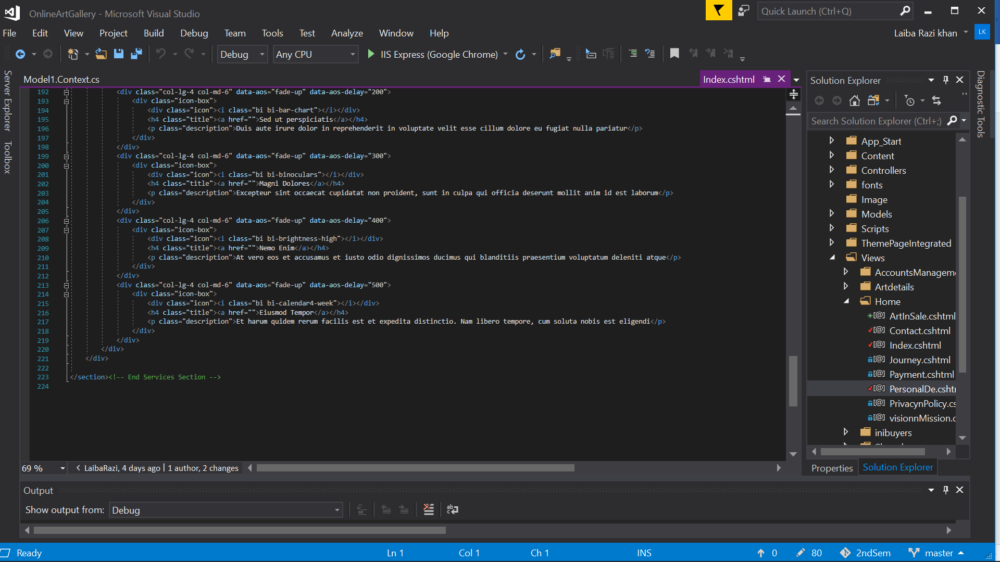 OnlineArtGallery - Microsoft Visual Studio
Quick Launch (Ctrl+Q)
File Edit View Project Build Debug Team Tools Test Analyze Window Help
Laiba Razi khan LK
Debug Any CPU IIS Express (Google Chrome)
Server Explorer
Toolbox
Model1.Context.cs
Index.cshtml
192 <div class="col-lg-4 col-md-6" data-aos="fade-up" data-aos-delay="200">
193 <div class="icon-box">
194 <div class="icon"><i class="bi bi-bar-chart"></i></div>
195 <h4 class="title"><a href="">Sed ut perspiciatis</a></h4>
196 <p class="description">Duis aute irure dolor in reprehenderit in voluptate velit esse cillum dolore eu fugiat nulla pariatur</p>
197 </div>
198 </div>
199 <div class="col-lg-4 col-md-6" data-aos="fade-up" data-aos-delay="300">
200 <div class="icon-box">
201 <div class="icon"><i class="bi bi-binoculars"></i></div>
202 <h4 class="title"><a href="">Magni Dolores</a></h4>
203 <p class="description">Excepteur sint occaecat cupidatat non proident, sunt in culpa qui officia deserunt mollit anim id est laborum</p>
204 </div>
205 </div>
206 <div class="col-lg-4 col-md-6" data-aos="fade-up" data-aos-delay="400">
207 <div class="icon-box">
208 <div class="icon"><i class="bi bi-brightness-high"></i></div>
209 <h4 class="title"><a href="">Nemo Enim</a></h4>
210 <p class="description">At vero eos et accusamus et iusto odio dignissimos ducimus qui blanditiis praesentium voluptatum deleniti atque</p>
211 </div>
212 </div>
213 <div class="col-lg-4 col-md-6" data-aos="fade-up" data-aos-delay="500">
214 <div class="icon-box">
215 <div class="icon"><i class="bi bi-calendar4-week"></i></div>
216 <h4 class="title"><a href="">Eiusmod Tempor</a></h4>
217 <p class="description">Et harum quidem rerum facilis est et expedita distinctio. Nam libero tempore, cum soluta nobis est eligendi</p>
218 </div>
219 </div>
220 </div>
221 </div>
222
223 </section><!-- End Services Section -->
224
69 %
LaibaRazi, 4 days ago | 1 author, 2 changes
Solution Explorer
Search Solution Explorer (Ctrl+;)
App_Start
Content
Controllers
fonts
Image
Models
Scripts
ThemePageIntegrated
Views
AccountsManageme
Artdetails
Home
ArtInSale.cshtml
Contact.cshtml
Index.cshtml
Journey.cshtml
Payment.cshtml
PersonalDe.csht
PrivacynPolicy.cs
visionnMission.c
inibuyers
Properties Solution Explorer
Diagnostic Tools
Output
Show output from: Debug
Ready Ln 1 Col 1 Ch 1 INS 0 80 2ndSem master